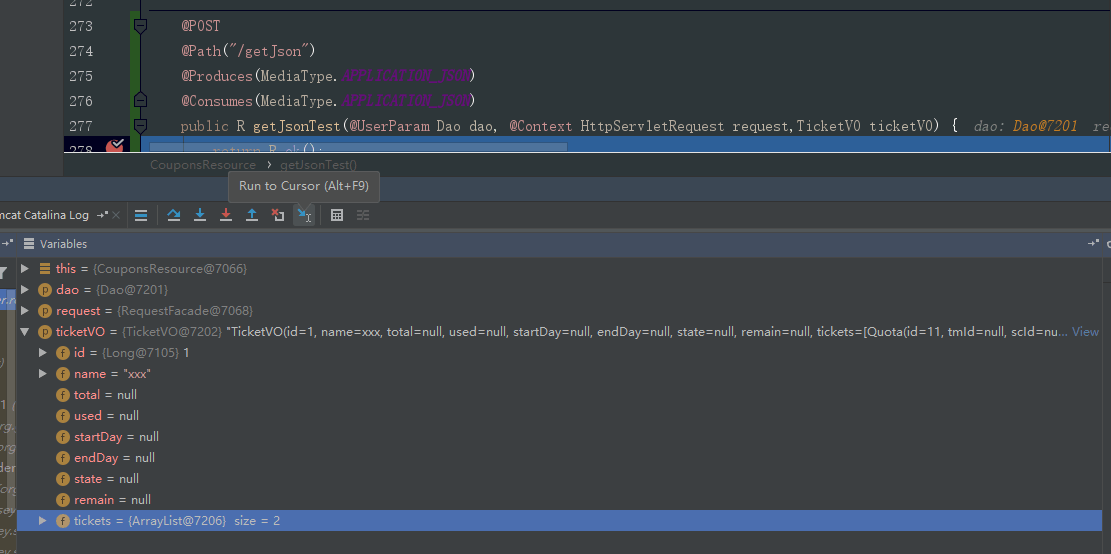 272
273 @POST
274 @Path("/getJson")
275 @Produces(MediaType.APPLICATION_JSON)
276 @Consumes(MediaType.APPLICATION_JSON)
277 public R getJsonTest(@UserParam Dao dao, @Context HttpServletRequest request,TicketVO ticketVO) { dao: Dao@7201 re
278 return R.ok();
CouponsResource > getJsonTest()
Run to Cursor (Alt+F9)
mcat Catalina Log
Variables
this = {CouponsResource@7066}
dao = {Dao@7201}
request = {RequestFacade@7068}
ticketVO = {TicketVO@7202} "TicketVO(id=1, name=xxx, total=null, used=null, startDay=null, endDay=null, state=null, remain=null, tickets=[Quota(id=11, tmId=null, scId=nu... View
id = {Long@7105} 1
name = "xxx"
total = null
used = null
startDay = null
endDay = null
state = null
remain = null
tickets = {ArrayList@7206} size = 2